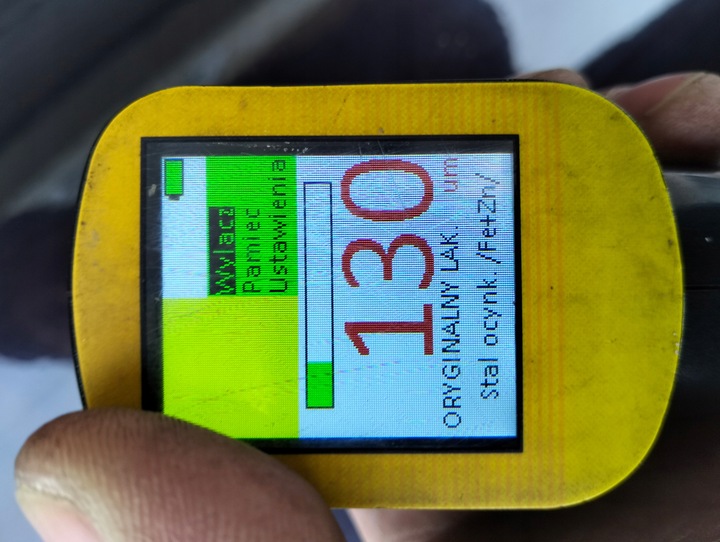 Wylacz
Pamiec
Ustawienia
130 um
ORYGINALNY LAK.
Stal ocynk. /Fe+Zn/